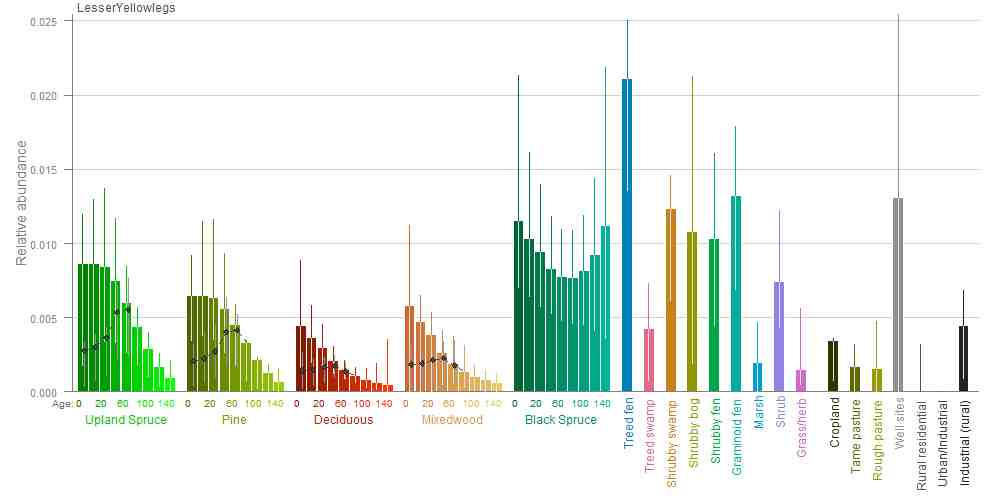 LesserYellowlegs
0.025
0.020
0.015
0.010
0.005
0.000
Relative abundance
Age: 0 20 60 100 140 0 20 60 100 140 0 20 60 100 140 0 20 60 100 140 0 20 60 100 140
Upland Spruce Pine Deciduous Mixedwood Black Spruce
Treed fen
Treed swamp
Shrubby swamp
Shrubby bog
Shrubby fen
Graminoid fen
Marsh
Shrub
Grass/herb
Cropland
Tame pasture
Rough pasture
Well sites
Rural residential
Urban/Industrial
Industrial (rural)